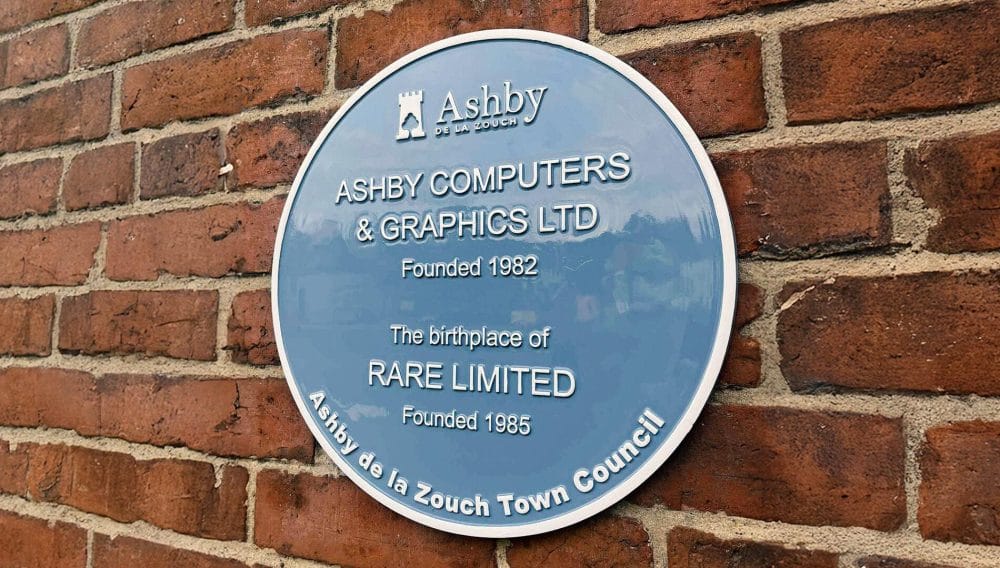 Ashby
DE LA ZOUCH
ASHBY COMPUTERS
& GRAPHICS LTD
Founded 1982
The birthplace of
RARE LIMITED
Founded 1985
Ashby de la Zouch Town Council